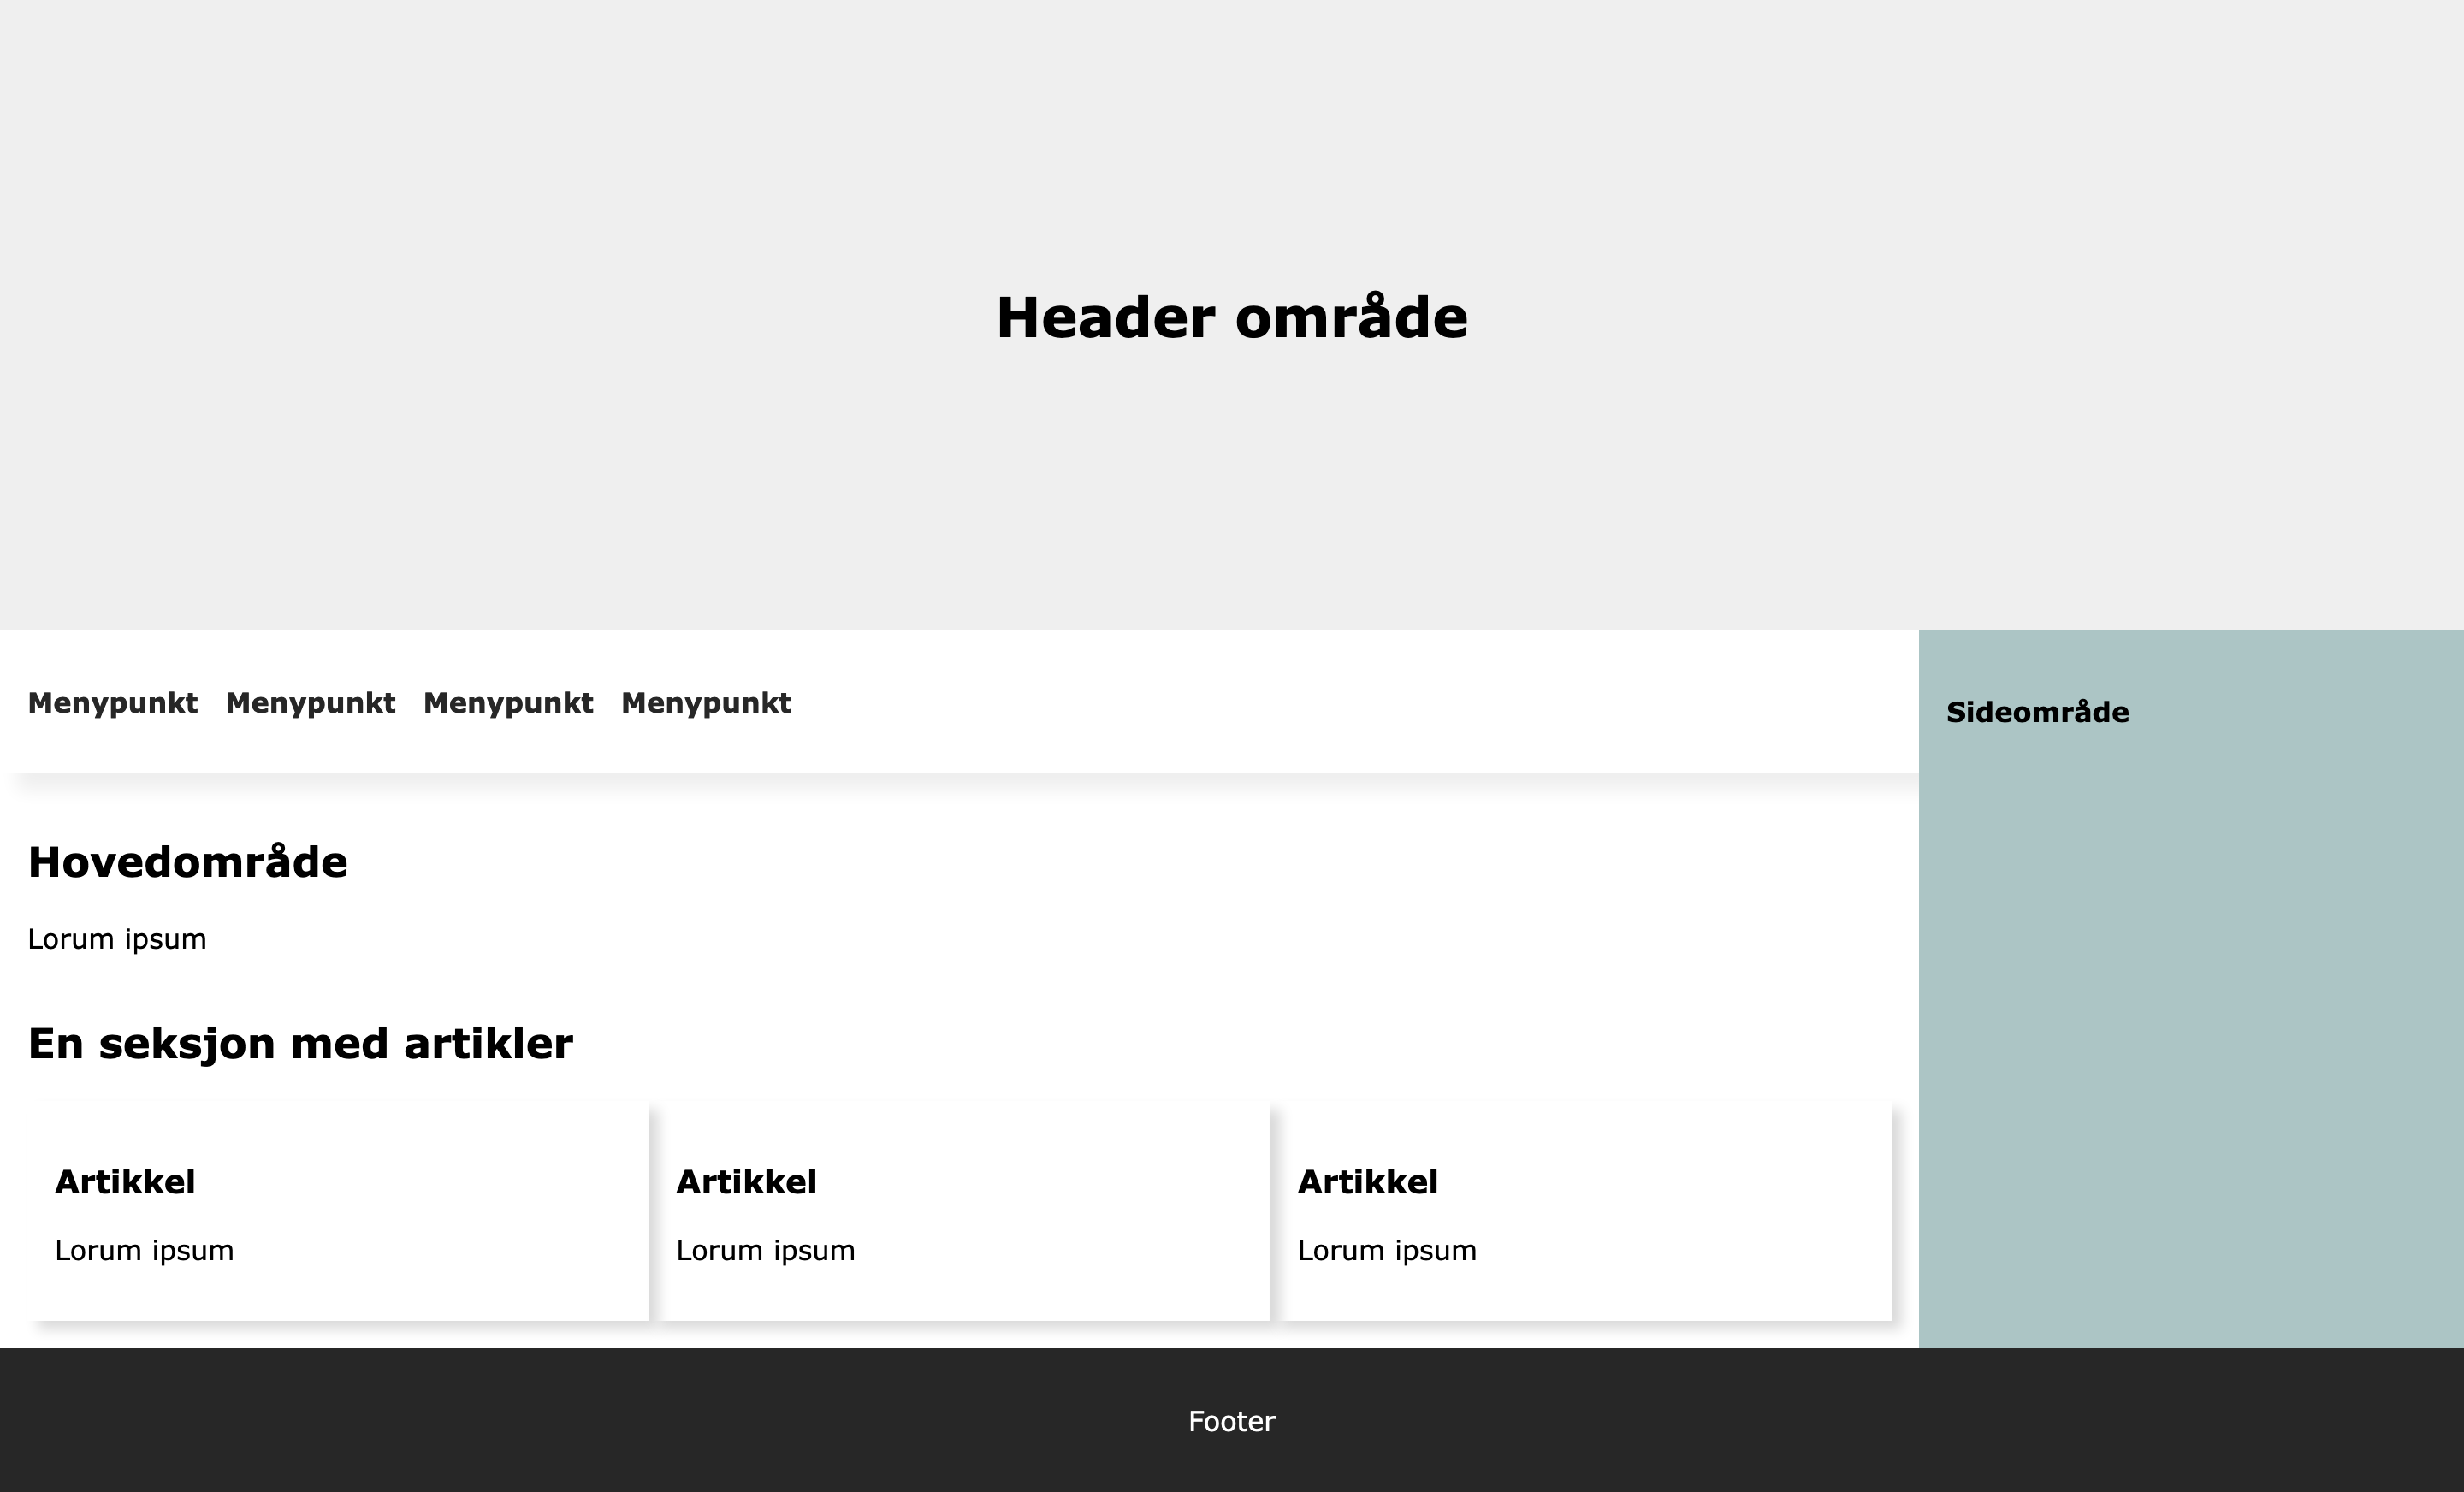 Header område
Menypunkt Menypunkt Menypunkt Menypunkt
Sideområde
Hovedområde
Lorum ipsum
En seksjon med artikler
Artikkel
Lorum ipsum
Artikkel
Lorum ipsum
Artikkel
Lorum ipsum
Footer